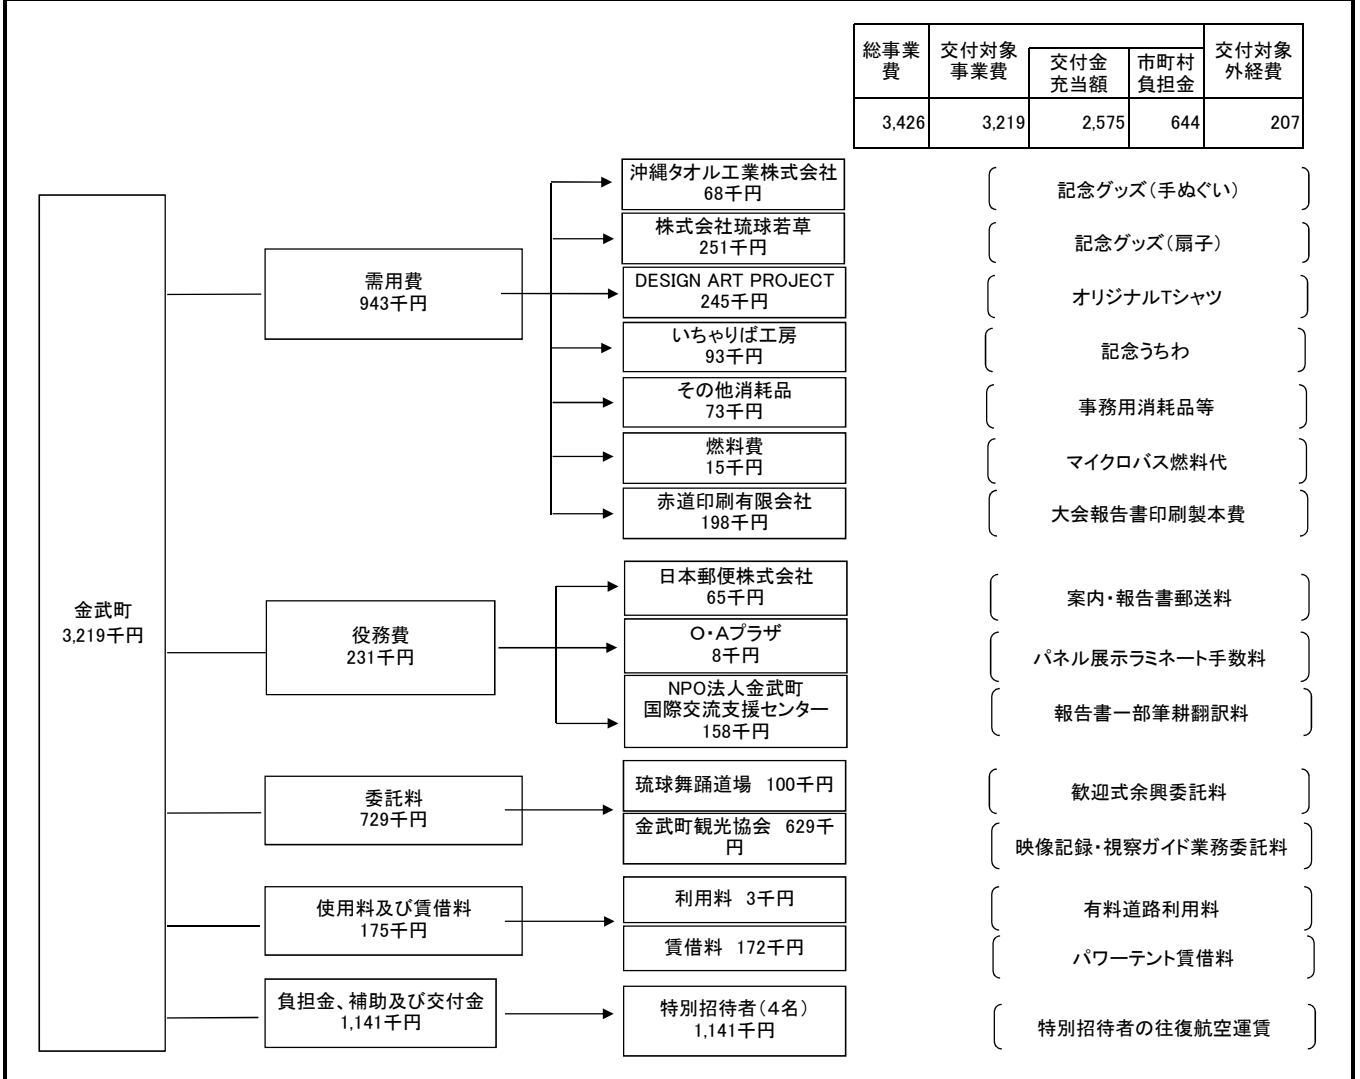 総事業
費
交付対象
事業費
交付金
充当額
市町村
負担金
交付対象
外経費
3,426
3,219
2,575
644
207
金武町
3,219千円
需用費
943千円
沖縄タオル工業株式会社
68千円
記念グッズ(手ぬぐい)
株式会社琉球若草
251千円
記念グッズ(扇子)
DESIGN ART PROJECT
245千円
オリジナルTシャツ
いちゃりば工房
93千円
記念うちわ
その他消耗品
73千円
事務用消耗品等
燃料費
15千円
マイクロバス燃料代
赤道印刷有限会社
198千円
大会報告書印刷製本費
役務費
231千円
日本郵便株式会社
65千円
案内・報告書郵送料
O・Aプラザ
8千円
パネル展示ラミネート手数料
NPO法人金武町
国際交流支援センター
158千円
報告書一部筆耕翻訳料
委託料
729千円
琉球舞踊道場 100千円
歓迎式余興委託料
金武町観光協会 629千
円
映像記録・視察ガイド業務委託料
使用料及び賃借料
175千円
利用料 3千円
有料道路利用料
賃借料 172千円
パワーテント賃借料
負担金、補助及び交付金
1,141千円
特別招待者(4名)
1,141千円
特別招待者の往復航空運賃